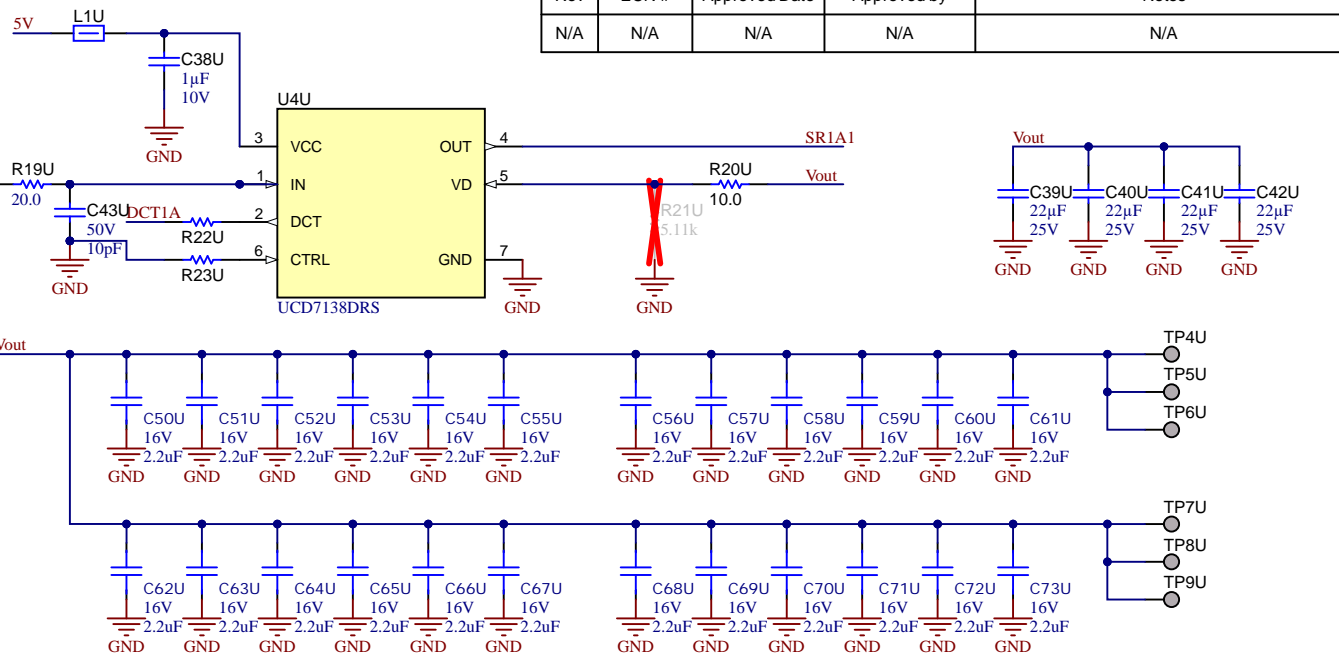 N/A N/A N/A N/A N/A
5V
L1U
C38U
1µF
10V
GND
U4U
3 VCC OUT 4 SR1A1
R19U
20.0
1 IN VD 5
R20U
10.0
Vout
C43U
50V
10pF
GND
DCT1A
2 DCT
R22U
R21U
5.11k
6 CTRL GND 7
R23U
GND
GND
UCD7138DRS
Vout
C39U C40U C41U C42U
22µF 22µF 22µF 22µF
25V 25V 25V 25V
GND GND GND GND
Vout
C50U C51U C52U C53U C54U C55U C56U C57U C58U C59U C60U C61U
16V 16V 16V 16V 16V 16V 16V 16V 16V 16V 16V 16V
2.2uF 2.2uF 2.2uF 2.2uF 2.2uF 2.2uF 2.2uF 2.2uF 2.2uF 2.2uF 2.2uF 2.2uF
GND GND GND GND GND GND GND GND GND GND GND GND
TP4U
TP5U
TP6U
C62U C63U C64U C65U C66U C67U C68U C69U C70U C71U C72U C73U
16V 16V 16V 16V 16V 16V 16V 16V 16V 16V 16V 16V
2.2uF 2.2uF 2.2uF 2.2uF 2.2uF 2.2uF 2.2uF 2.2uF 2.2uF 2.2uF 2.2uF 2.2uF
GND GND GND GND GND GND GND GND GND GND GND GND
TP7U
TP8U
TP9U